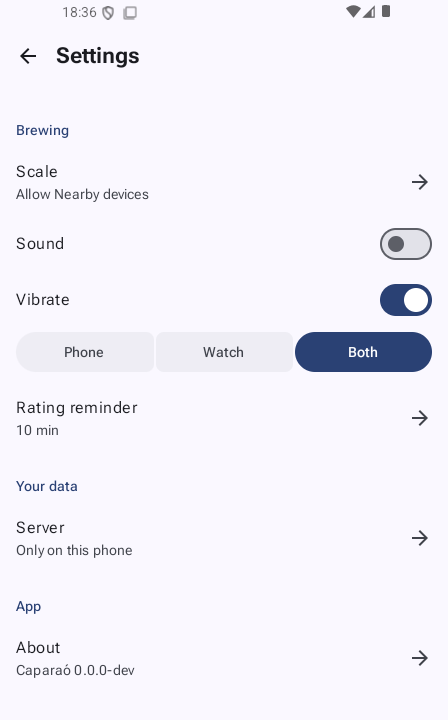 18:36
Settings
Brewing
Scale
Allow Nearby devices
Sound
Vibrate
Phone
Watch
Both
Rating reminder
10 min
Your data
Server
Only on this phone
App
About
Caparaó 0.0.0-dev